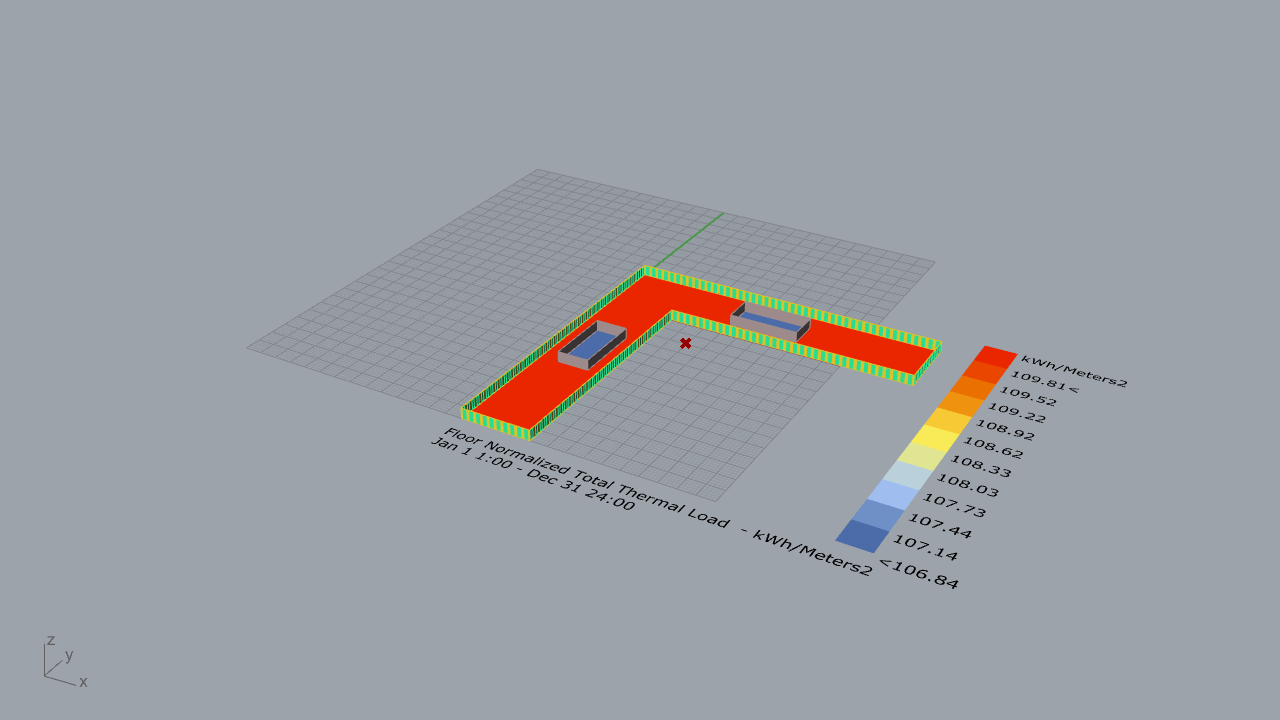 kWh/Meters2
109.81<
109.52
109.22
108.92
108.62
108.33
108.03
107.73
107.44
107.14
<106.84
Floor Normalized Total Thermal Load - kWh/Meters2
Jan 1 1:00 - Dec 31 24:00
z
y
x